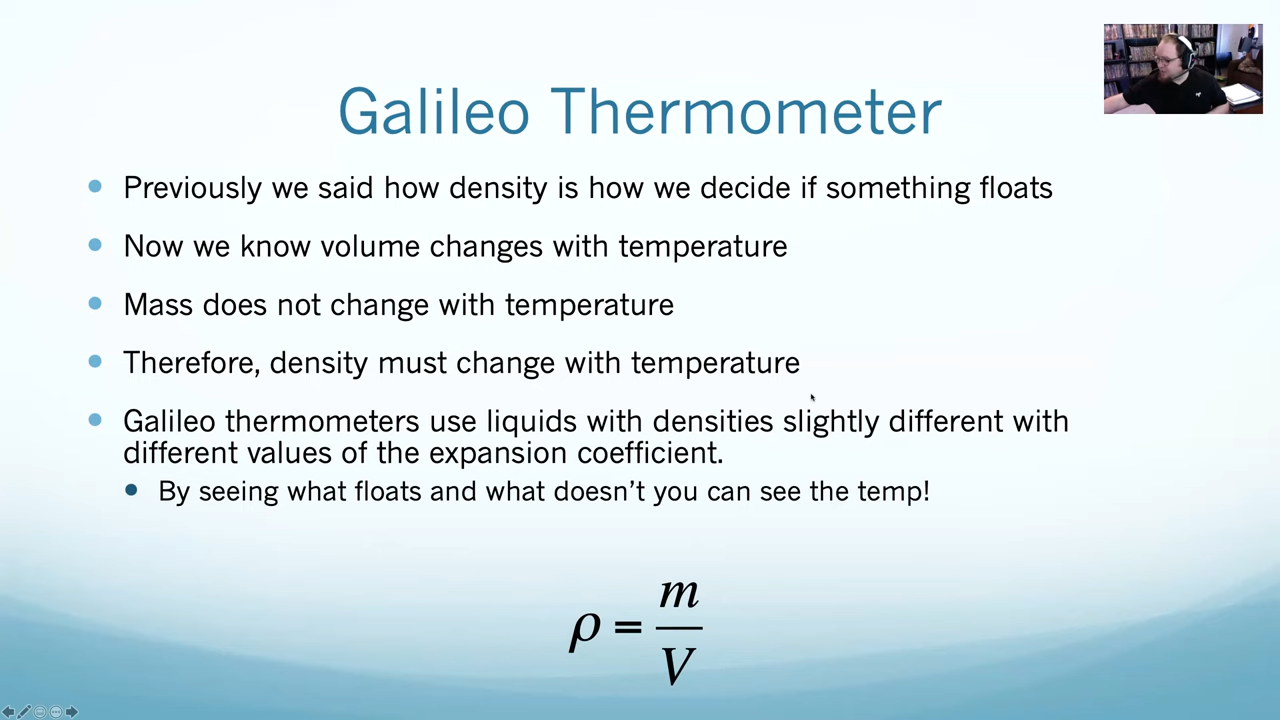 Galileo Thermometer
Previously we said how density is how we decide if something floats
Now we know volume changes with temperature
Mass does not change with temperature
Therefore, density must change with temperature
Galileo thermometers use liquids with densities slightly different with
different values of the expansion coefficient.
By seeing what floats and what doesn't you can see the temp!
ρ = m
V